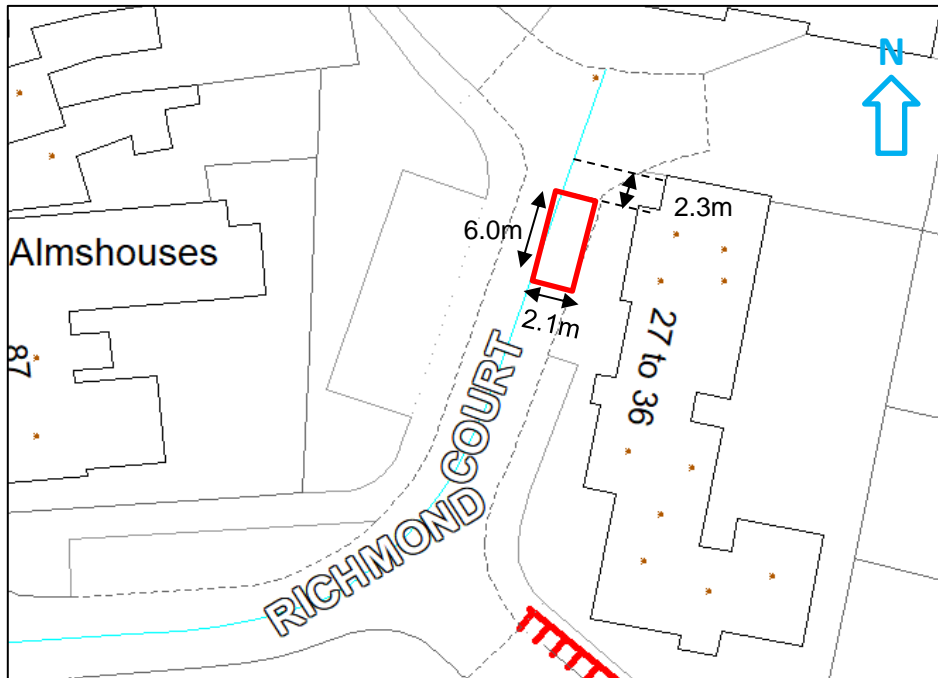 N
2.3m
6.0m
Almshouses
2.1m
87
27 to 36
RICHMOND COURT